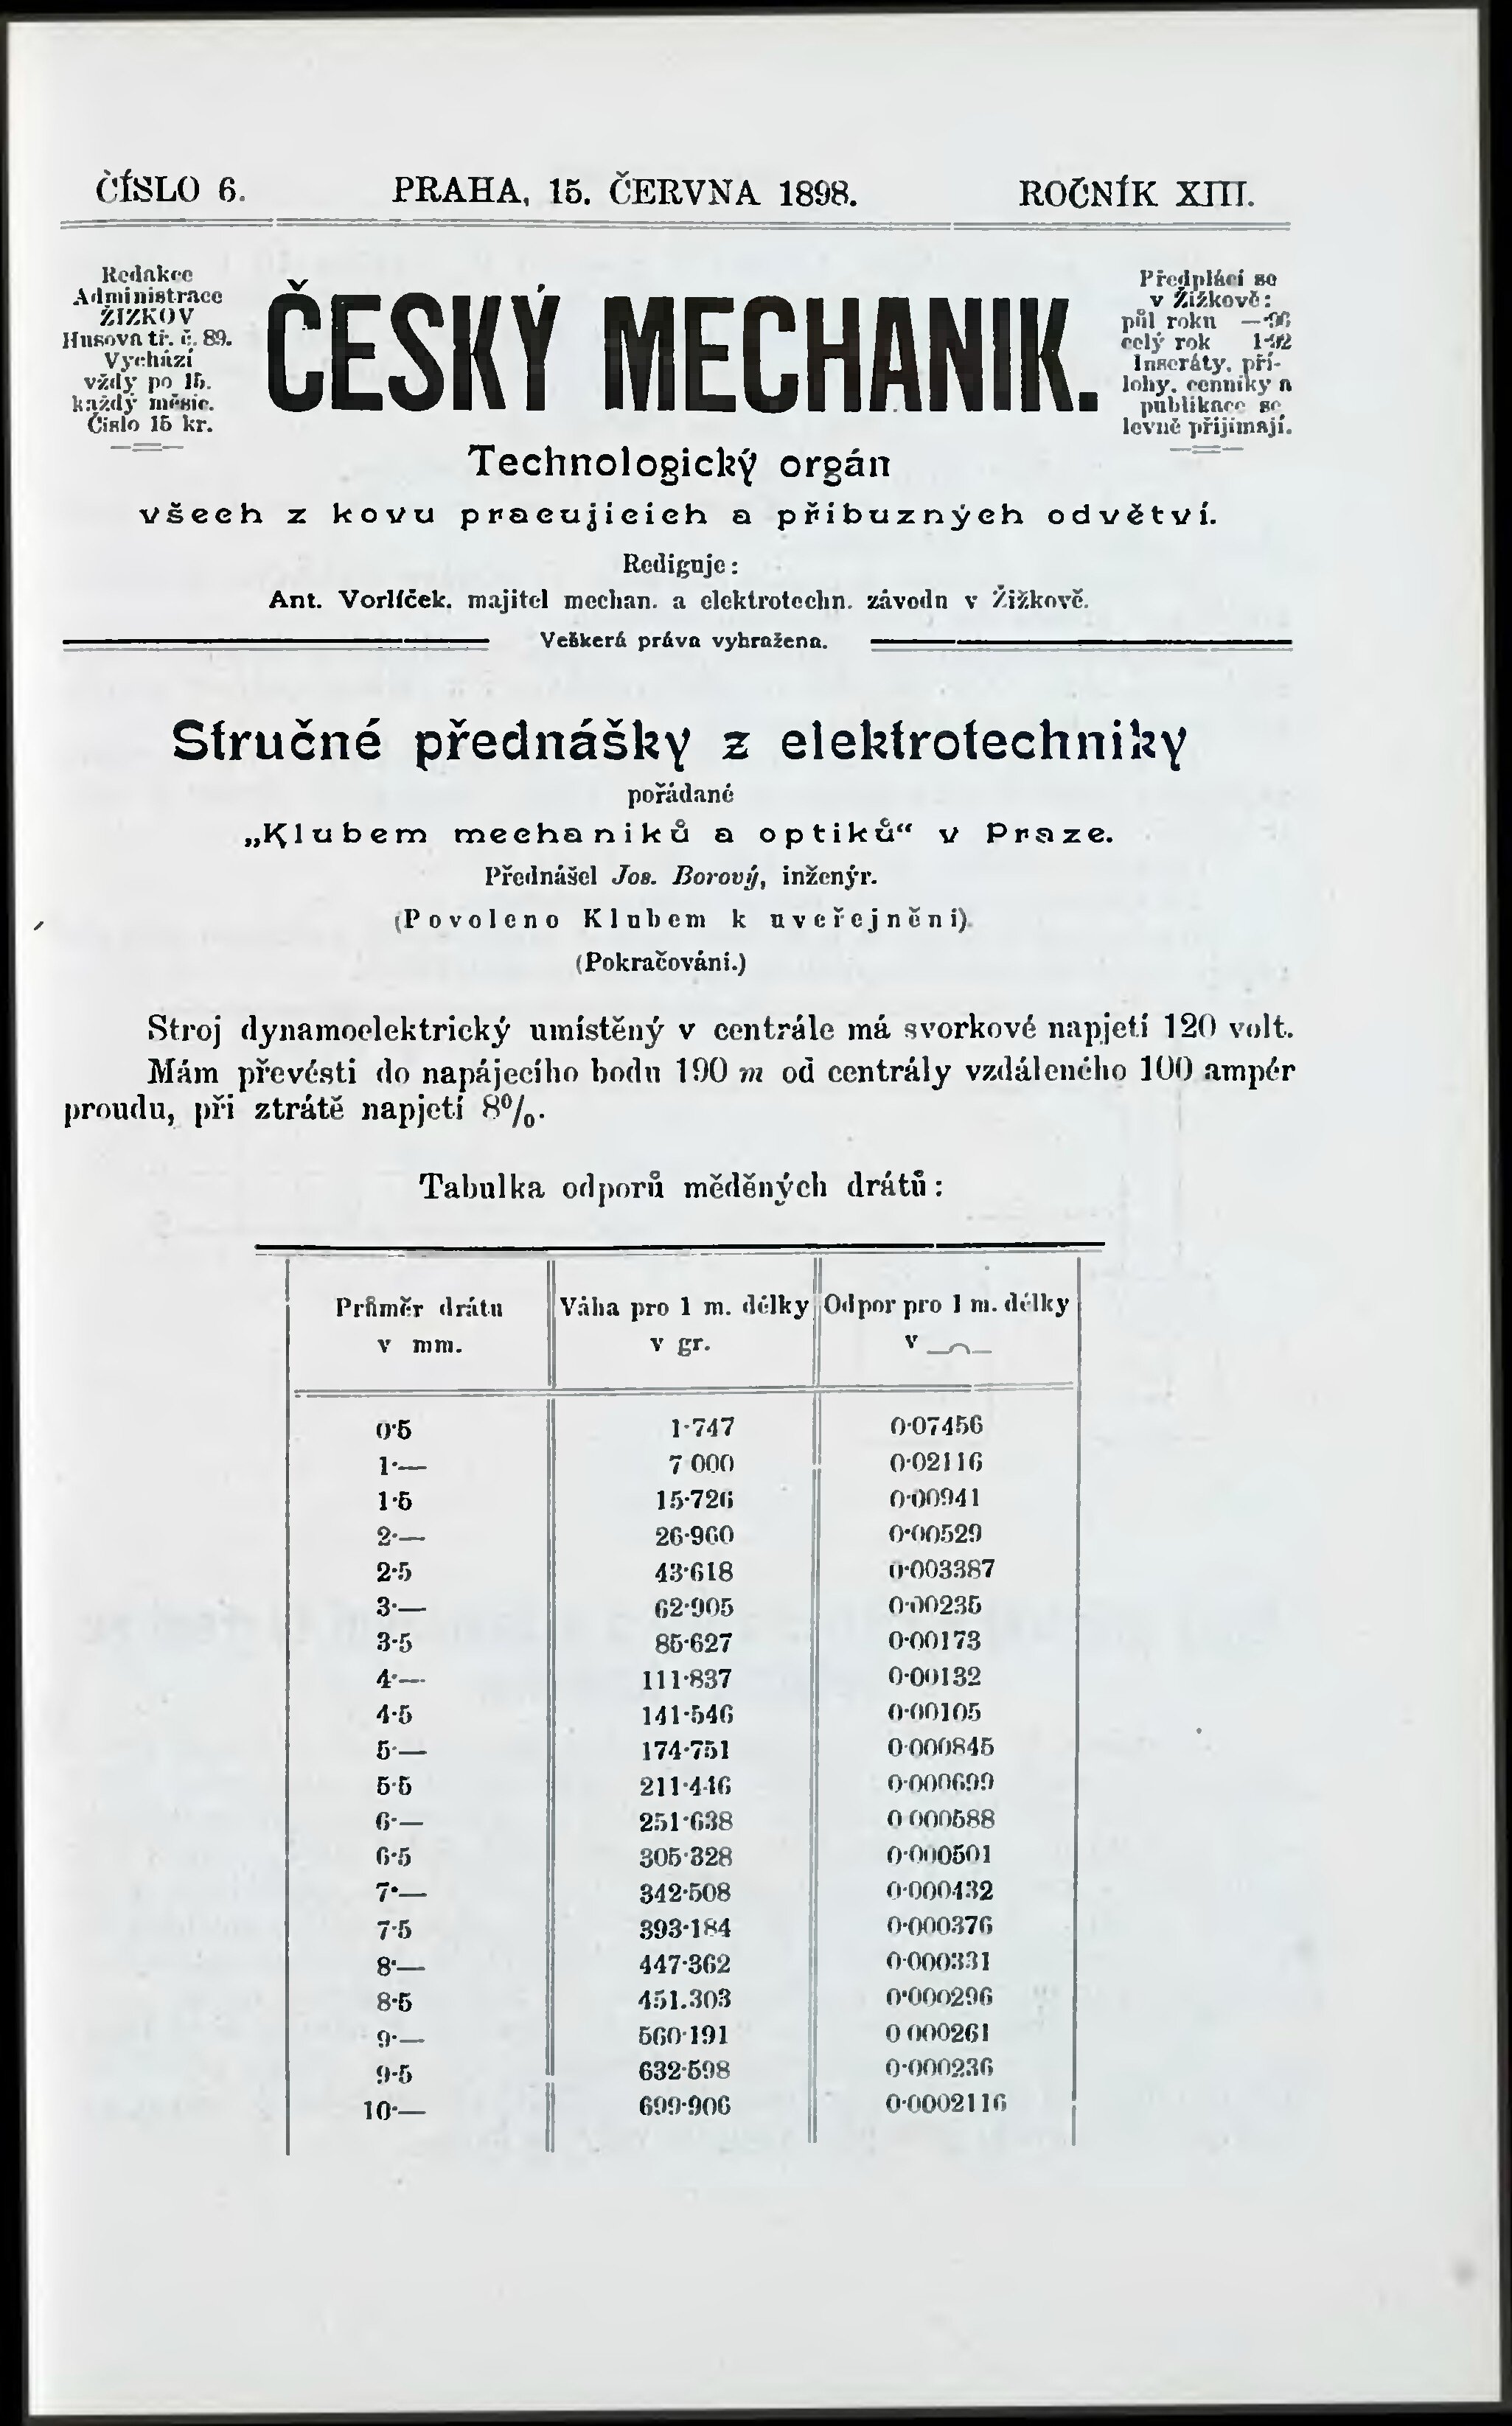 ČÍSLO 6. PRAHA, 15. ČERVNA 1898. ROČNÍK XIII.
Redakce
Administrace
ŽIŽKOV
Husova tř. č. 89.
Vychází
vždy po 15.
každý měsíc.
Číslo 15 kr.
ČESKÝ MECHANIK.
Předplácí se
v Žižkově:
půl roku —·96
celý rok 1·92
Inseráty, pří-
lohy, cenníky a
publikace se
levně přijímají.
Technologický orgán
všech z kovu pracujících a příbuzných odvětví.
Rediguje:
Ant. Vorlíček, majitel mechan. a elektrotechn. závodu v Žižkově.
Veškerá práva vyhražena.
Stručné přednášky z elektrotechniky
pořádané
„Klubem mechaniků a optiků“ v Praze.
Přednášel Jos. Borový, inženýr.
(Povoleno Klubem k uveřejnění)
(Pokračování.)
Stroj dynamoelektrický umístěný v centrále má svorkové napjetí 120 volt.
Mám převésti do napájecího bodu 190 m od centrály vzdáleného 100 ampér
proudu, při ztrátě napjetí 8%.
Tabulka odporů měděných drátů:
Průměr drátu Váha pro 1 m. délky Odpor pro 1 m. délky
v mm. v gr. v
0·5 1·747 0·07456
1·— 7 000 0·02116
1·5 15·726 0·00941
2·— 26·960 0·00529
2·5 43·618 0·003387
3·— 62·905 0·00235
3·5 85·627 0·00173
4·— 111·837 0·00132
4·5 141·546 0·00105
5·— 174·751 0·000845
5·5 211·446 0·000699
6·— 251·638 0 000588
6·5 305·328 0·000501
7·— 342·508 0·000432
7·5 393·184 0·000376
8·— 447·362 0·000331
8·5 451.303 0·000296
9·— 560·191 0 000261
9·5 632·598 0·000236
10·— 699·906 0·0002116